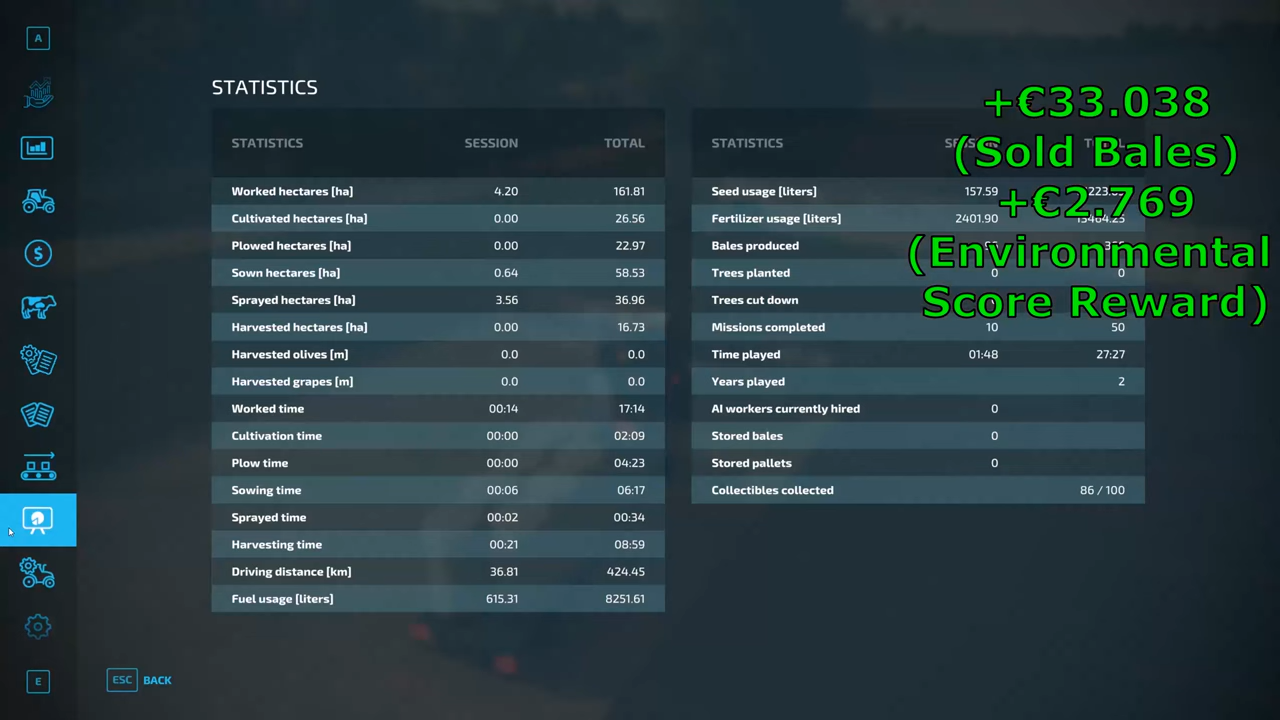 A
STATISTICS
STATISTICS SESSION TOTAL
Worked hectares [ha] 4.20 161.81
Cultivated hectares [ha] 0.00 26.56
Plowed hectares [ha] 0.00 22.97
Sown hectares [ha] 0.64 58.53
Sprayed hectares [ha] 3.56 36.96
Harvested hectares [ha] 0.00 16.73
Harvested olives [m] 0.0 0.0
Harvested grapes [m] 0.0 0.0
Worked time 00:14 17:14
Cultivation time 00:00 02:09
Plow time 00:00 04:23
Sowing time 00:06 06:17
Sprayed time 00:02 00:34
Harvesting time 00:21 08:59
Driving distance [km] 36.81 424.45
Fuel usage [liters] 615.31 8251.61
STATISTICS
Seed usage [liters] 157.59
Fertilizer usage [liters] 2401.90 13464.25
Bales produced
Trees planted 0 0
Trees cut down
Missions completed 10 50
Time played 01:48 27:27
Years played 2
AI workers currently hired 0
Stored bales 0
Stored pallets 0
Collectibles collected 86 / 100
+€33.038
(Sold Bales)
+€2.769
(Environmental
Score Reward)
ESC BACK
E